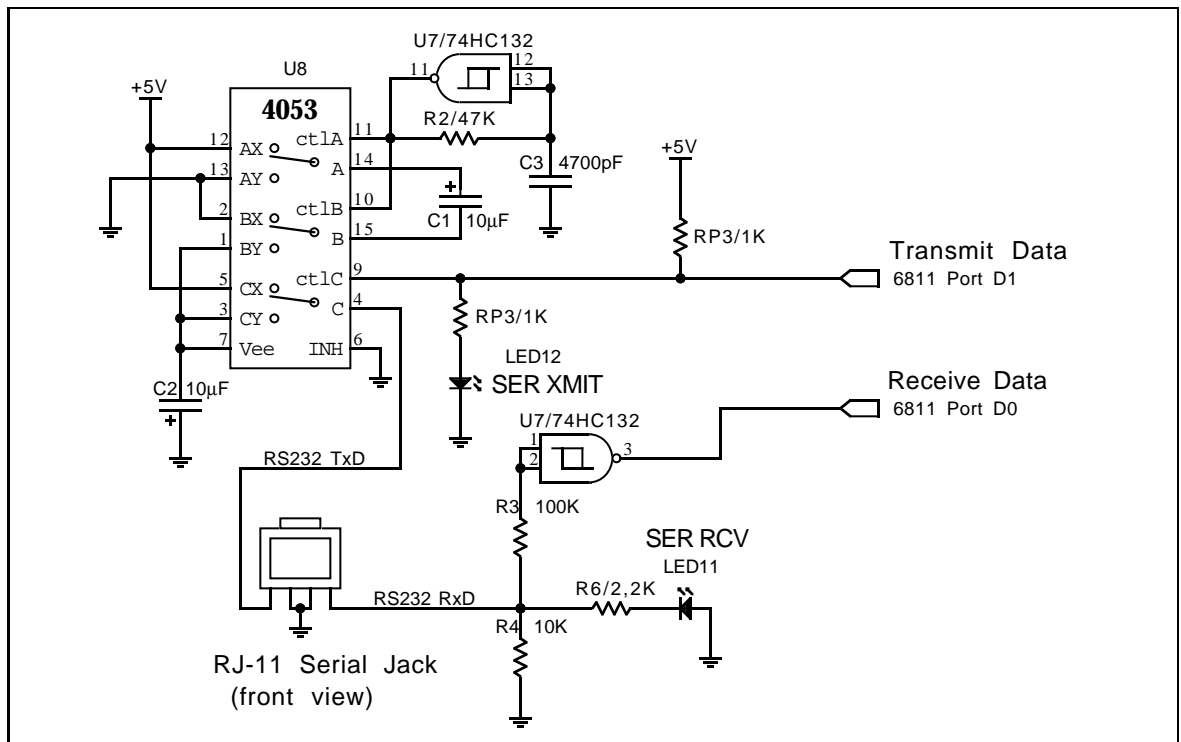 U7/74HC132
12
11
13
U8
+5V
4053
R2/47K
12 AX ctlA 11
C3 4700pF
+5V
13 AY A 14
2 BX ctlB 10
C1 10µF
1 BY B 15
RP3/1K
Transmit Data
6811 Port D1
5 CX ctlC 9
3 CY C 4
RP3/1K
7 Vee INH 6
LED12
SER XMIT
C2 10µF
Receive Data
6811 Port D0
U7/74HC132
1
2
3
RS232 TxD
R3 100K
SER RCV
LED11
R6/2,2K
RS232 RxD
R4 10K
RJ-11 Serial Jack
(front view)